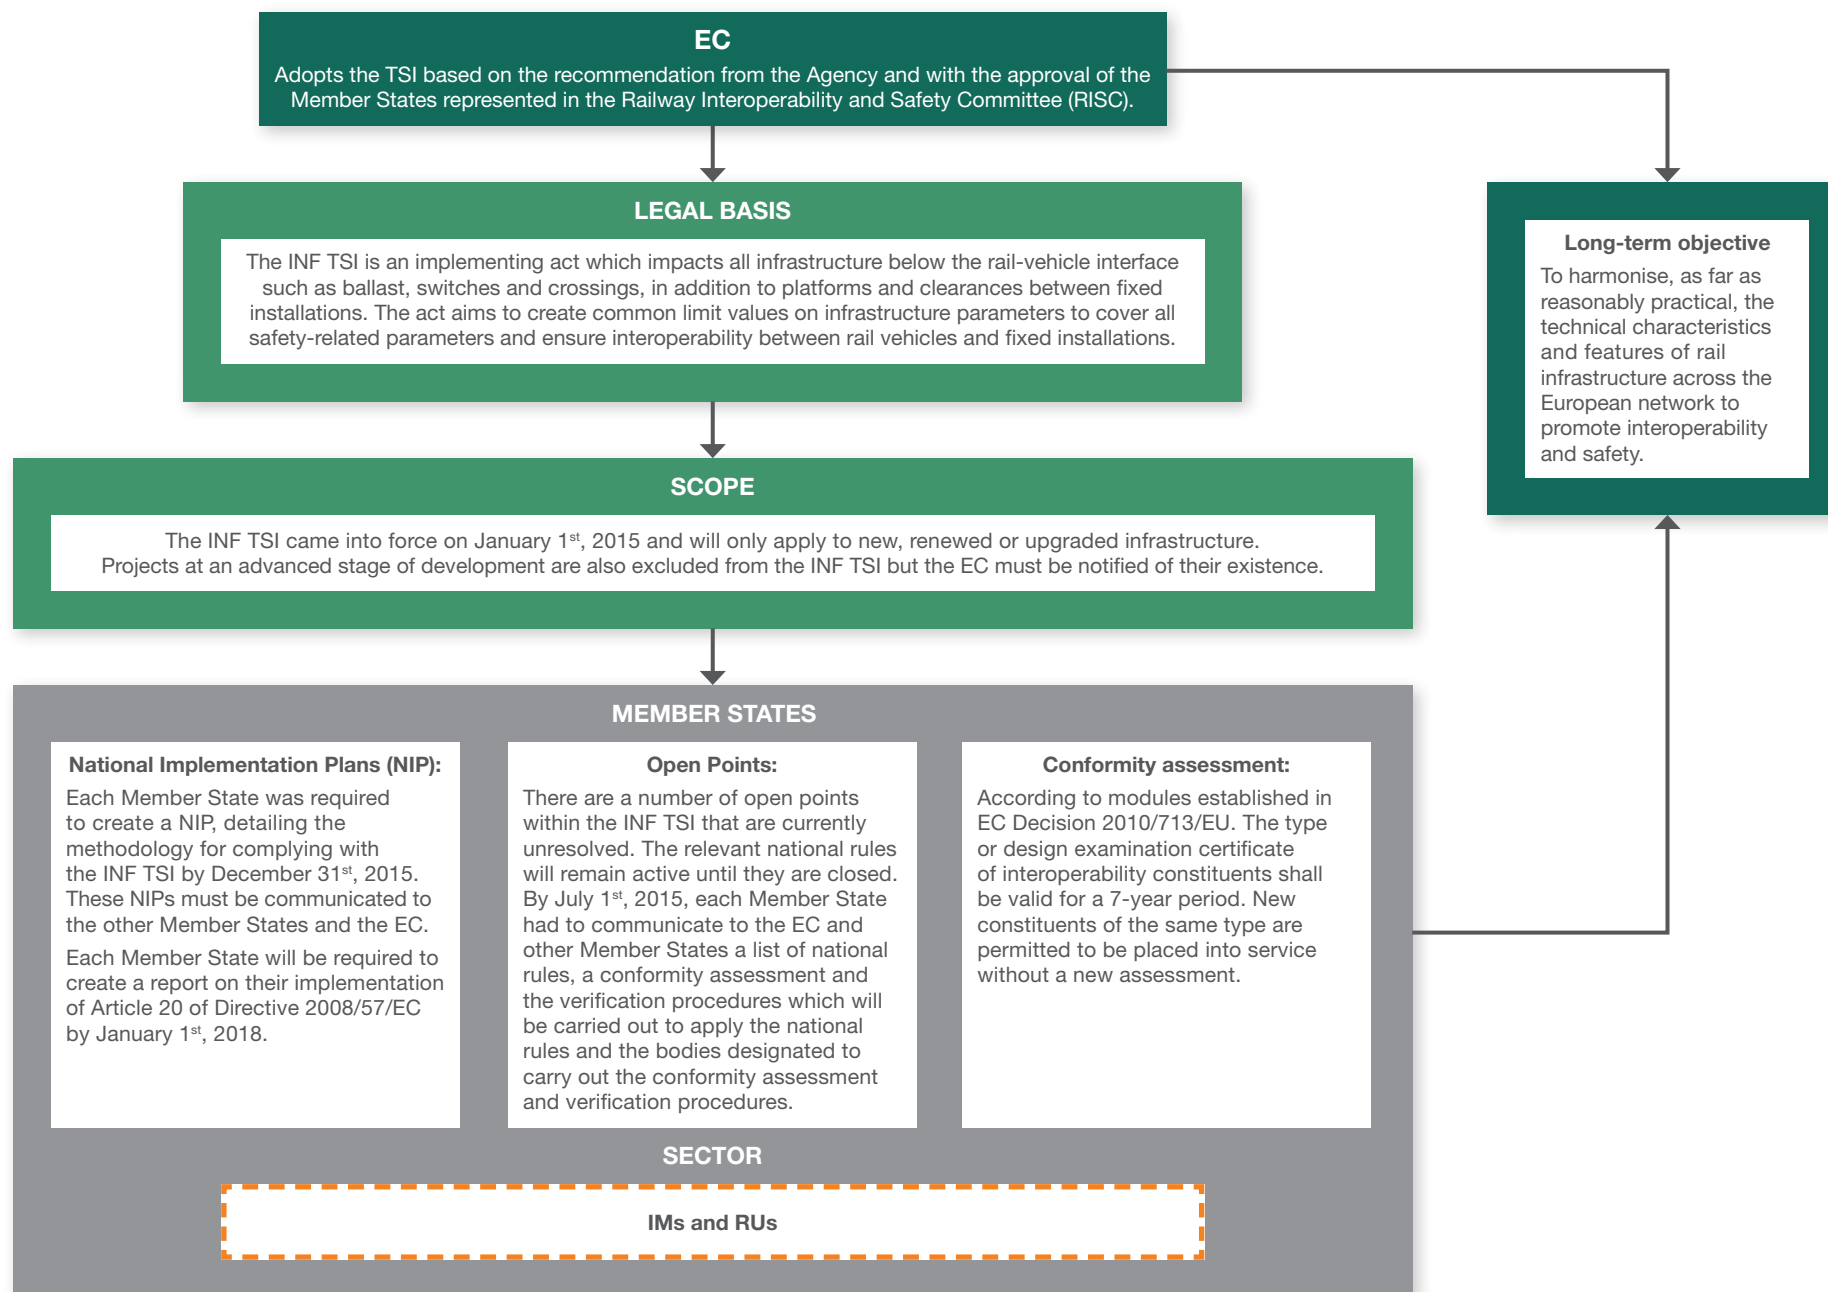 EC
Adopts the TSI based on the recommendation from the Agency and with the approval of the
Member States represented in the Railway Interoperability and Safety Committee (RISC).
LEGAL BASIS
The INF TSI is an implementing act which impacts all infrastructure below the rail-vehicle interface
such as ballast, switches and crossings, in addition to platforms and clearances between fixed
installations. The act aims to create common limit values on infrastructure parameters to cover all
safety-related parameters and ensure interoperability between rail vehicles and fixed installations.
Long-term objective
To harmonise, as far as
reasonably practical, the
technical characteristics
and features of rail
infrastructure across the
European network to
promote interoperability
and safety.
SCOPE
The INF TSI came into force on January 1st, 2015 and will only apply to new, renewed or upgraded infrastructure.
Projects at an advanced stage of development are also excluded from the INF TSI but the EC must be notified of their existence.
MEMBER STATES
National Implementation Plans (NIP):
Each Member State was required
to create a NIP, detailing the
methodology for complying with
the INF TSI by December 31st, 2015.
These NIPs must be communicated to
the other Member States and the EC.
Each Member State will be required to
create a report on their implementation
of Article 20 of Directive 2008/57/EC
by January 1st, 2018.
Open Points:
There are a number of open points
within the INF TSI that are currently
unresolved. The relevant national rules
will remain active until they are closed.
By July 1st, 2015, each Member State
had to communicate to the EC and
other Member States a list of national
rules, a conformity assessment and
the verification procedures which will
be carried out to apply the national
rules and the bodies designated to
carry out the conformity assessment
and verification procedures.
Conformity assessment:
According to modules established in
EC Decision 2010/713/EU. The type
or design examination certificate
of interoperability constituents shall
be valid for a 7-year period. New
constituents of the same type are
permitted to be placed into service
without a new assessment.
SECTOR
IMs and RUs